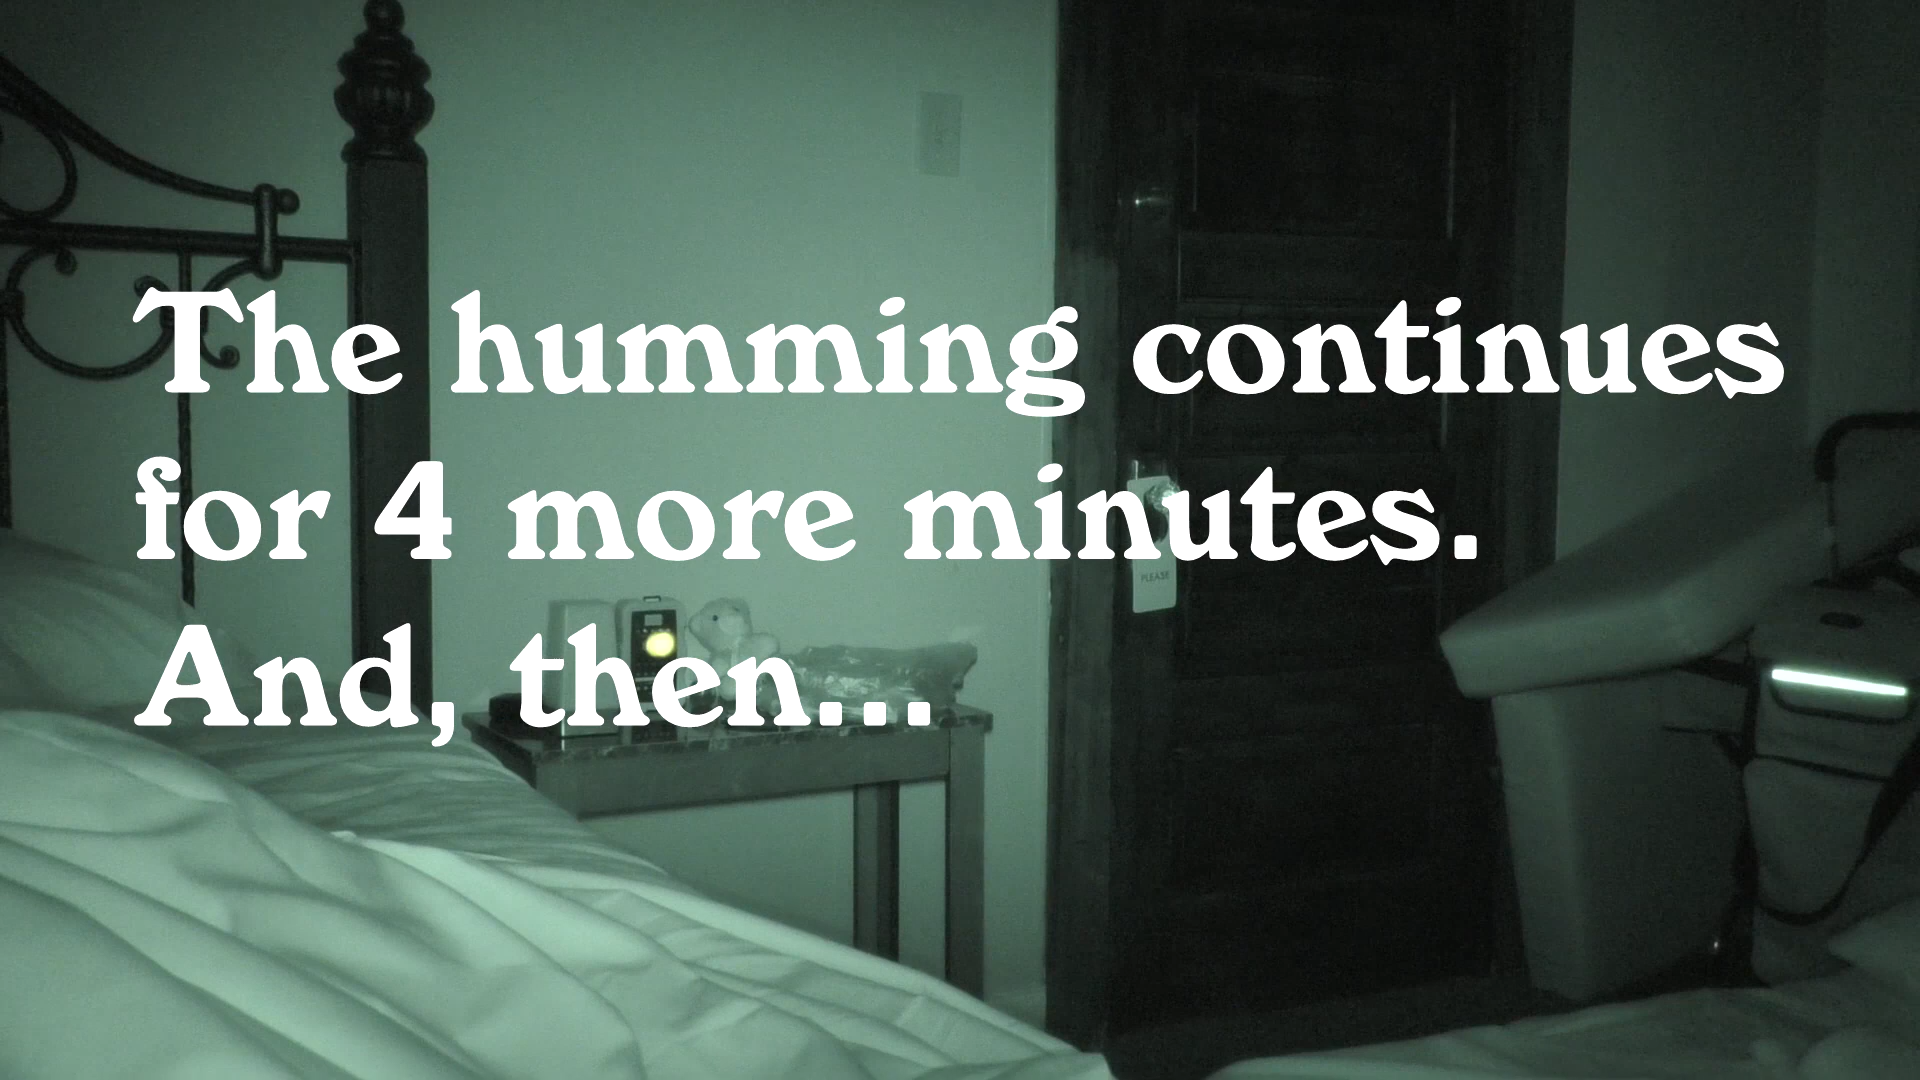 The humming continues
for 4 more minutes.
And, then...
PLEASE